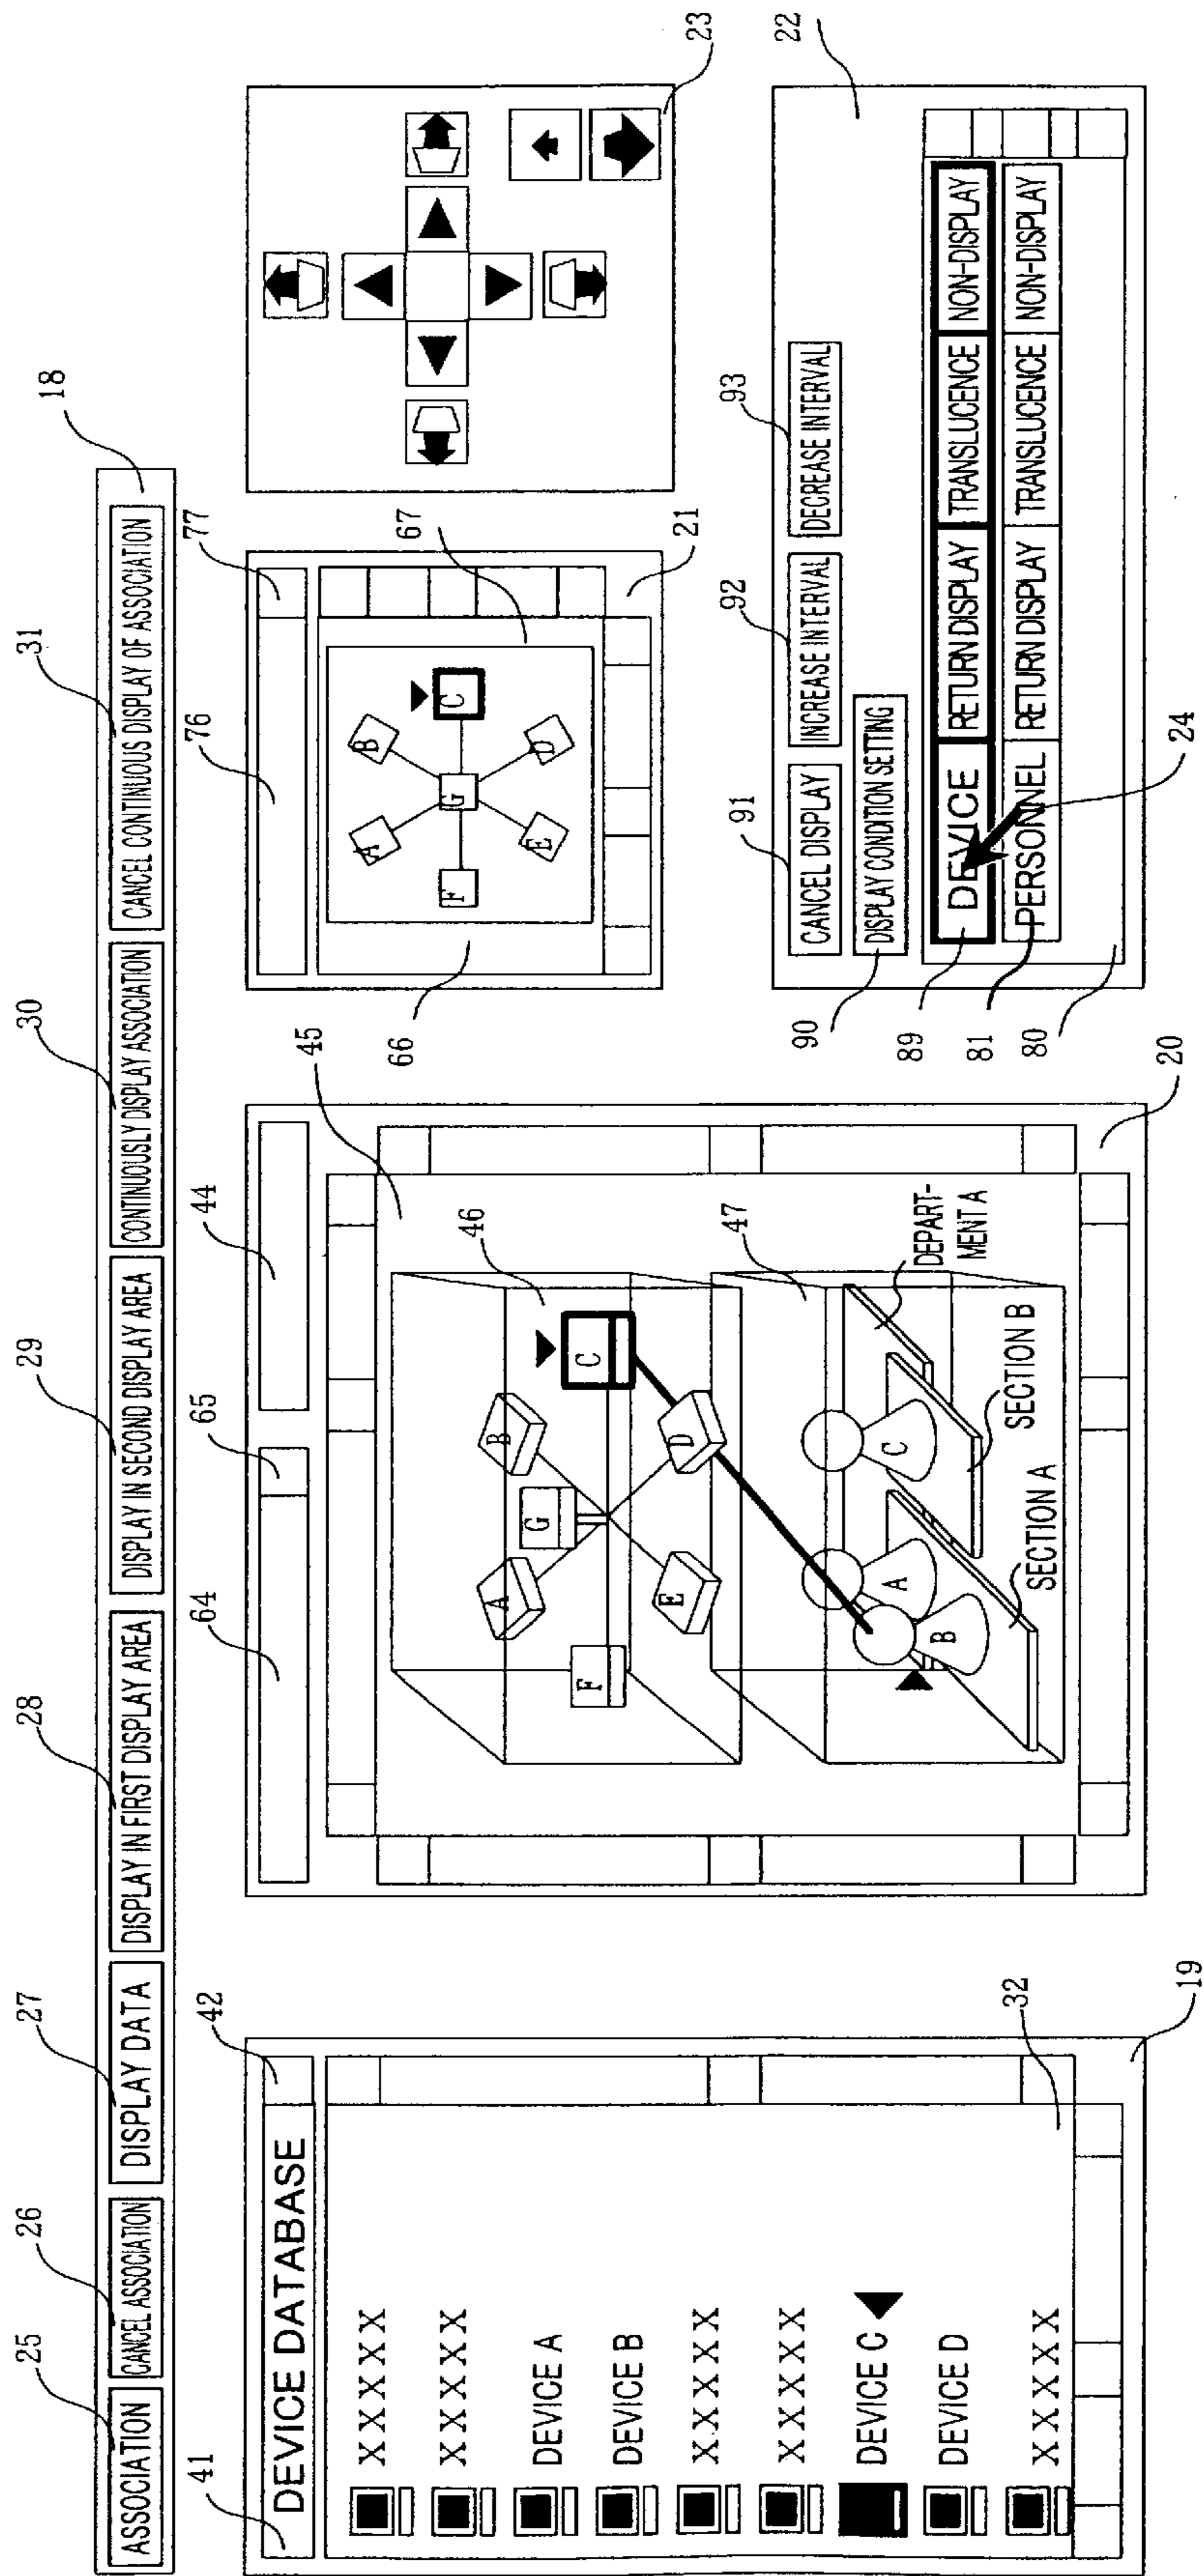 25
26
27
28
29
30
31
18
ASSOCIATION
CANCEL ASSOCIATION
DISPLAY DATA
DISPLAY IN FIRST DISPLAY AREA
DISPLAY IN SECOND DISPLAY AREA
CONTINUOUSLY DISPLAY ASSOCIATION
CANCEL CONTINUOUS DISPLAY OF ASSOCIATION
41
42
DEVICE DATABASE
XXXXX
XXXXX
DEVICE A
DEVICE B
XXXXX
XXXXX
DEVICE C
DEVICE D
XXXXX
32
19
64
65
44
45
46
A
B
C
D
E
F
G
47
A
B
C
SECTION A
SECTION B
DEPART-
MENT A
20
76
77
66
67
A
B
C
D
E
F
G
21
23
91
92
93
22
CANCEL DISPLAY
INCREASE INTERVAL
DECREASE INTERVAL
90
DISPLAY CONDITION SETTING
89
DEVICE
RETURN DISPLAY
TRANSLUCENCE
NON-DISPLAY
81
PERSONNEL
RETURN DISPLAY
TRANSLUCENCE
NON-DISPLAY
80
24